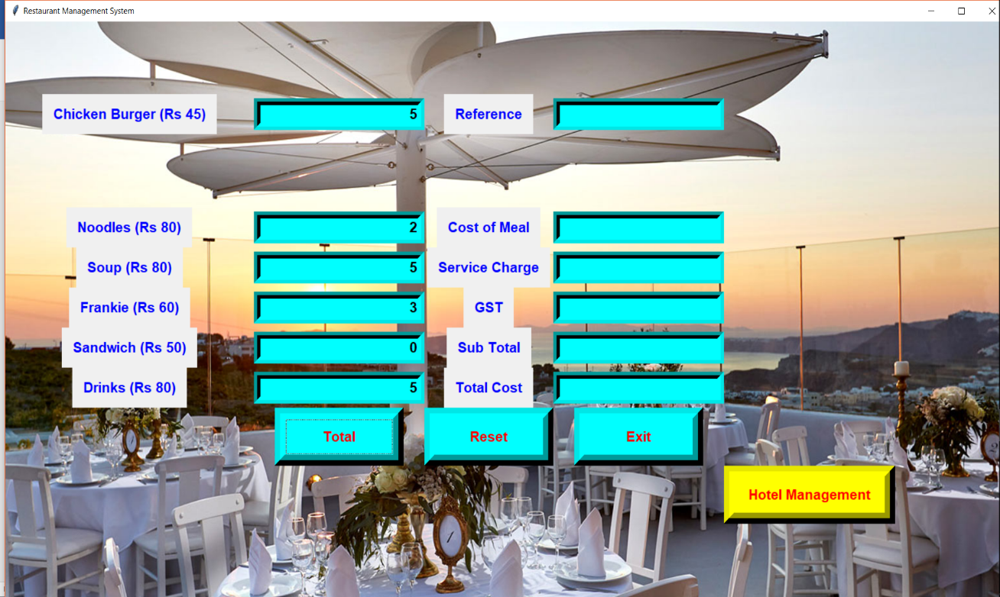 Restaurant Management System
Chicken Burger (Rs 45) 5 Reference
Noodles (Rs 80) 2 Cost of Meal
Soup (Rs 80) 5 Service Charge
Frankie (Rs 60) 3 GST
Sandwich (Rs 50) 0 Sub Total
Drinks (Rs 80) 5 Total Cost
Total Reset Exit
Hotel Management